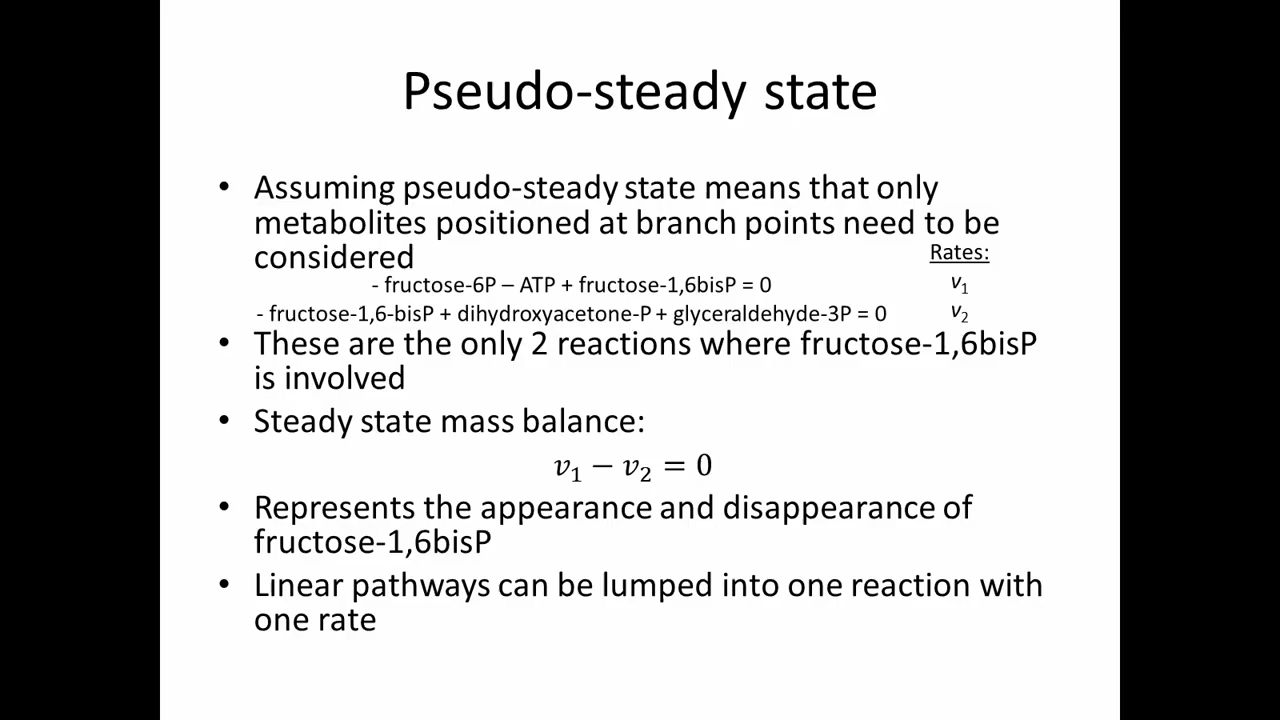 Pseudo-steady state
• Assuming pseudo-steady state means that only
metabolites positioned at branch points need to be
considered
Rates:
- fructose-6P – ATP + fructose-1,6bisP = 0 v₁
- fructose-1,6-bisP + dihydroxyacetone-P + glyceraldehyde-3P = 0 v₂
• These are the only 2 reactions where fructose-1,6bisP
is involved
• Steady state mass balance:
v₁ − v₂ = 0
• Represents the appearance and disappearance of
fructose-1,6bisP
• Linear pathways can be lumped into one reaction with
one rate